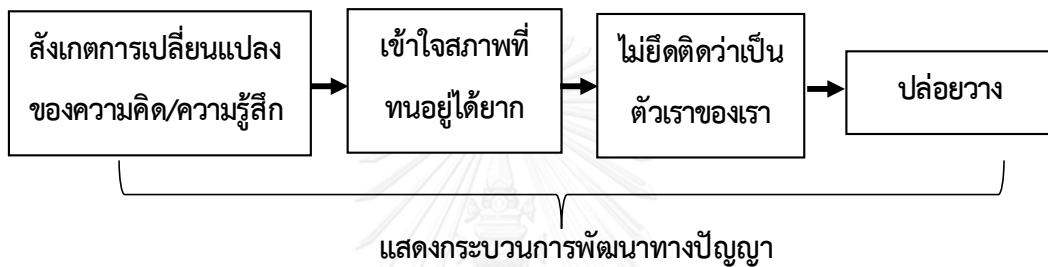 สังเกตการเปลี่ยนแปลง
ของความคิด/ความรู้สึก
เข้าใจสภาพที่
ทนอยู่ได้ยาก
ไม่ยึดติดว่าเป็น
ตัวเราของเรา
ปล่อยวาง
แสดงกระบวนการพัฒนาทางปัญญา